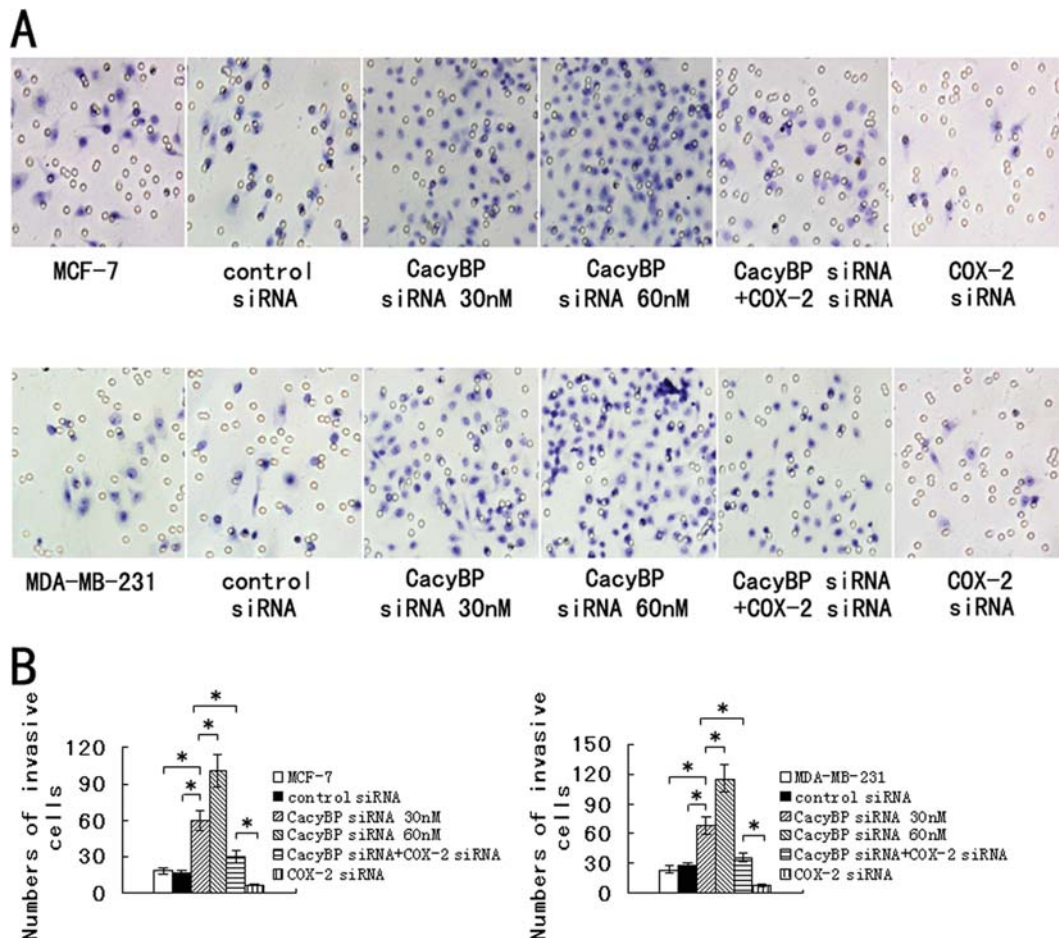 A
MCF-7
control
siRNA
CacyBP
siRNA 30nM
CacyBP
siRNA 60nM
CacyBP siRNA
+COX-2 siRNA
COX-2
siRNA
MDA-MB-231
control
siRNA
CacyBP
siRNA 30nM
CacyBP
siRNA 60nM
CacyBP siRNA
+COX-2 siRNA
COX-2
siRNA
B
Numbers of invasive
cells
120
90
60
30
0
*
*
*
*
*
MCF-7
control siRNA
CacyBP siRNA 30nM
CacyBP siRNA 60nM
CacyBP siRNA+COX-2 siRNA
COX-2 siRNA
Numbers of invasive
cells
150
120
90
60
30
0
*
*
*
*
*
MDA-MB-231
control siRNA
CacyBP siRNA 30nM
CacyBP siRNA 60nM
CacyBP siRNA+COX-2 siRNA
COX-2 siRNA